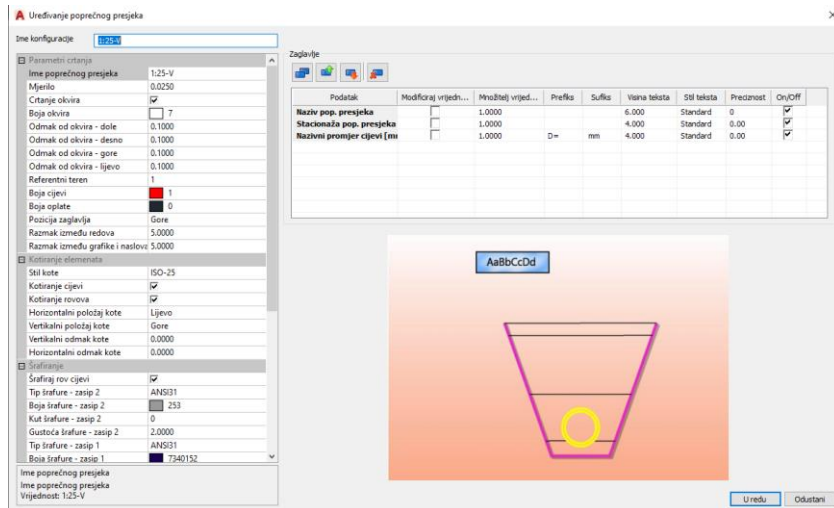 Uređivanje poprečnog presjeka
Ime konfiguracije 1:25-V
Parametri crtanja
Ime poprečnog presjeka 1:25-V
Mjerilo 0.0250
Crtanje okvira
Boja okvira 7
Odmak od okvira - dole 0.1000
Odmak od okvira - desno 0.1000
Odmak od okvira - gore 0.1000
Odmak od okvira - lijevo 0.1000
Referentni teren 1
Boja cijevi 1
Boja oplate 0
Pozicija zaglavlja Gore
Razmak između redova 5.0000
Razmak između grafike i naslova 5.0000
Kotiranje elemenata
Stil kote ISO-25
Kotiranje cijevi
Kotiranje rovova
Horizontalni položaj kote Lijevo
Vertikalni položaj kote Gore
Vertikalni odmak kote 0.0000
Horizontalni odmak kote 0.0000
Šrafiranje
Šrafiraj rov cijevi
Tip šrafure - zasip 2 ANSI31
Boja šrafure - zasip 2 253
Kut šrafure - zasip 2 0
Gustoća šrafure - zasip 2 2.0000
Tip šrafure - zasip 1 ANSI31
Boja šrafure - zasip 1 7340152
Ime poprečnog presjeka
Ime poprečnog presjeka
Vrijednost: 1:25-V
Zaglavlje
Podatak Modificiraj vrijedn... Množitelj vrijed... Prefiks Sufiks Visina teksta Stil teksta Preciznost On/Off
Naziv pop. presjeka 1.0000 6.000 Standard 0
Stacionaža pop. presjeka 1.0000 4.000 Standard 0.00
Nazivni promjer cijevi [m 1.0000 D= mm 4.000 Standard 0.00
AaBbCcDd
U redu Odustani